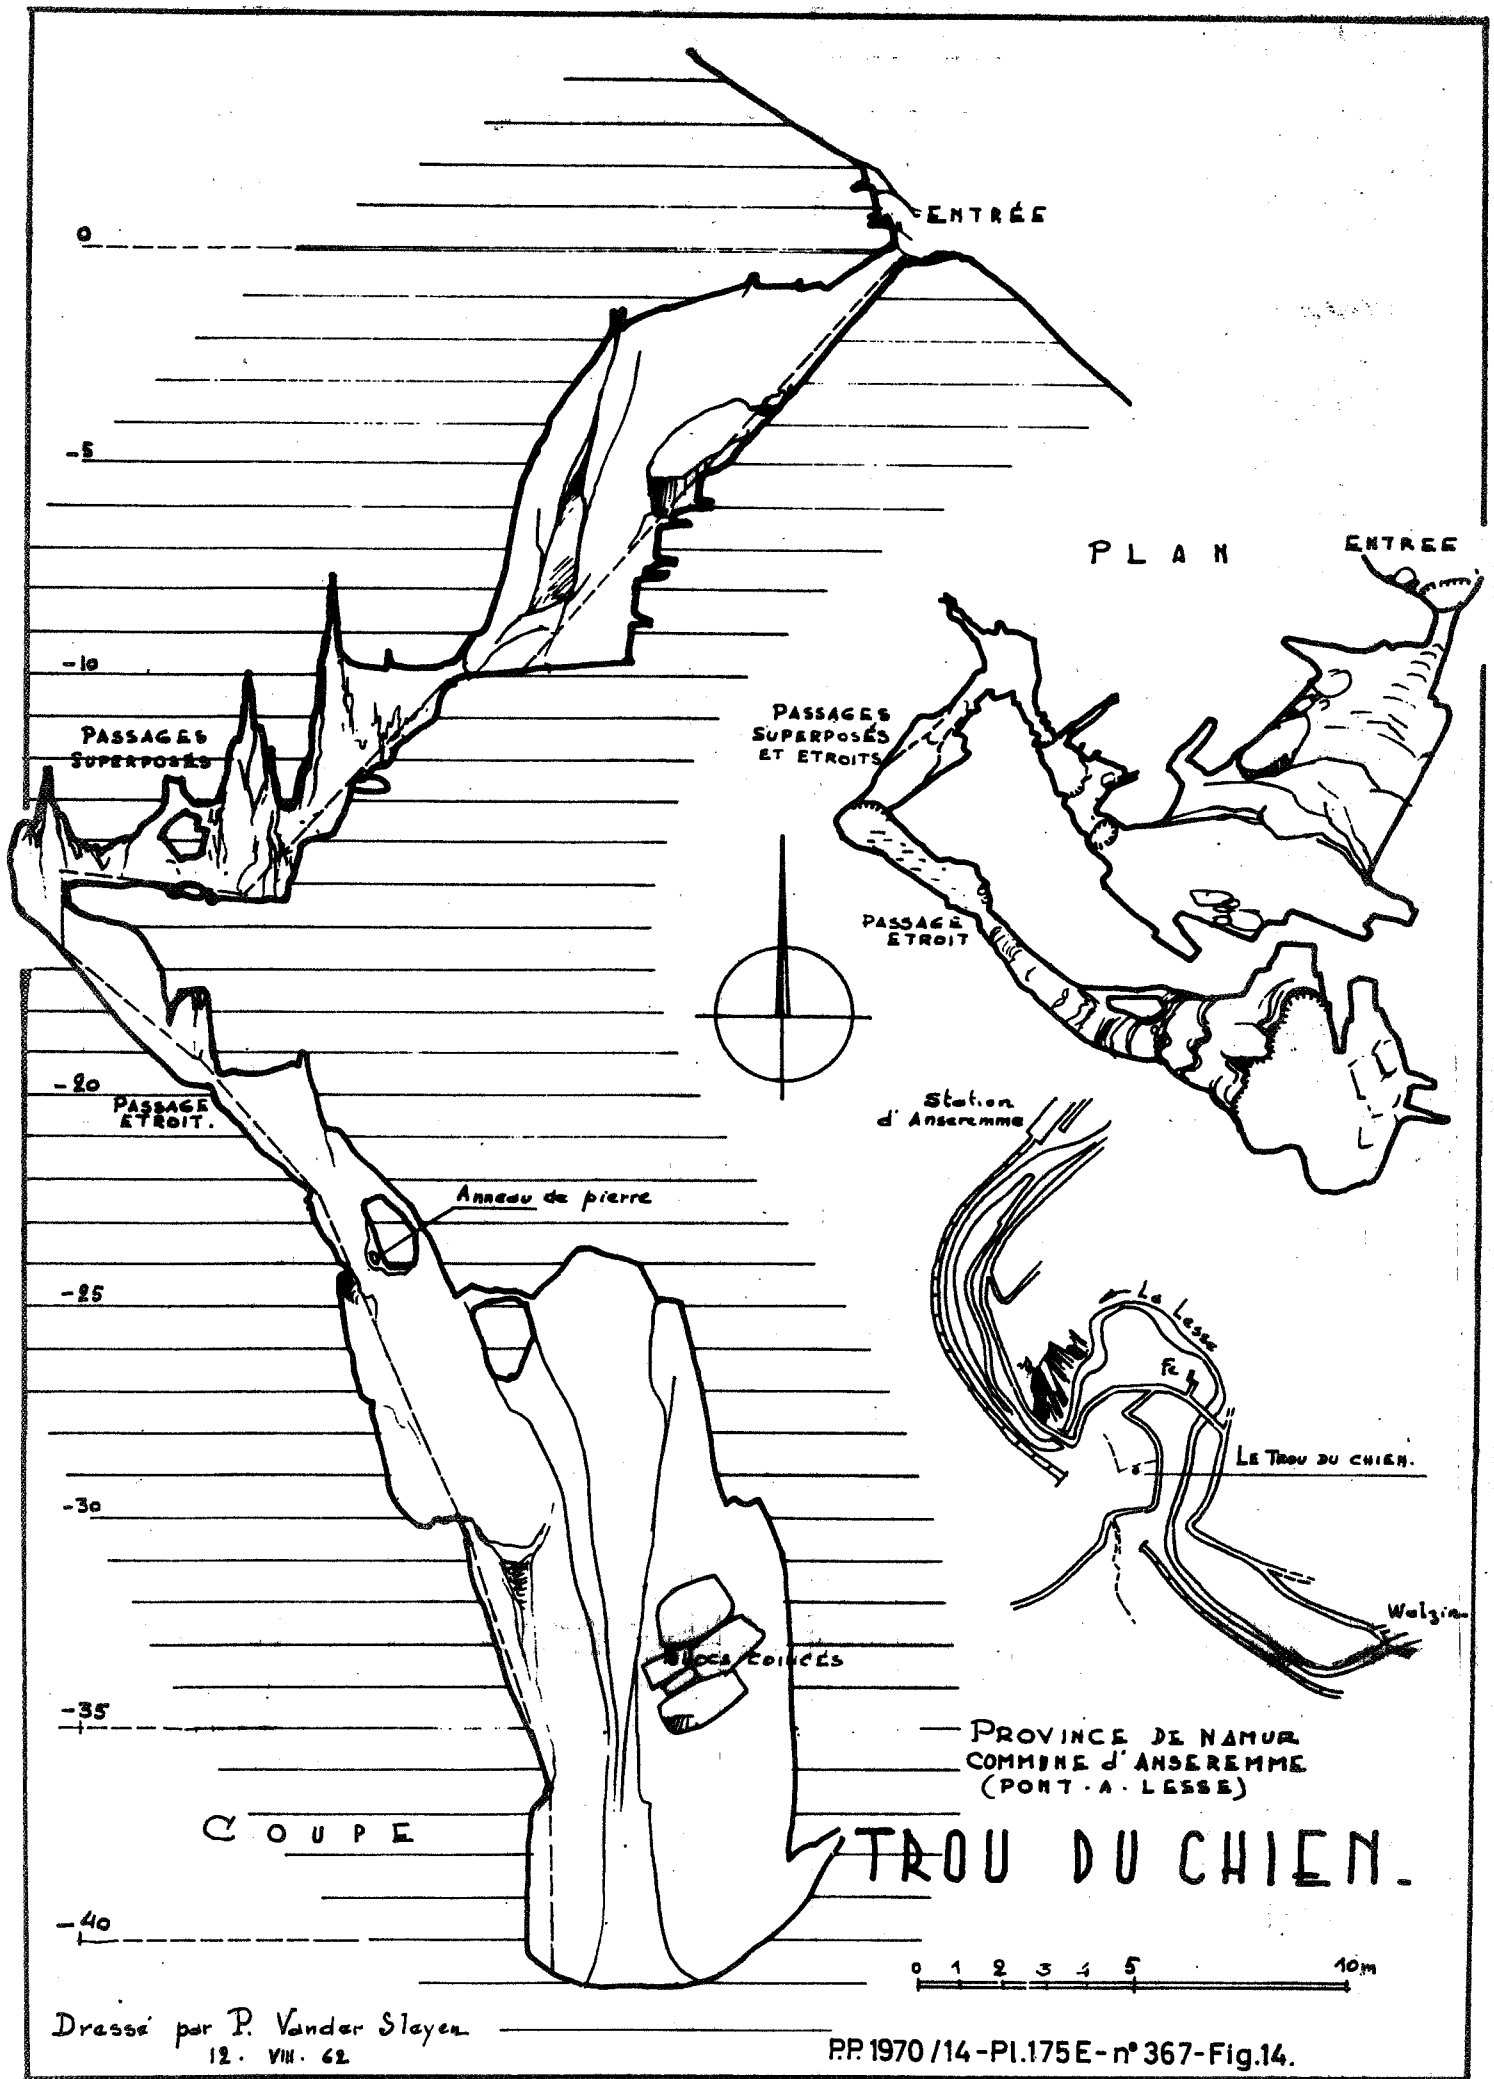 ENTRÉE
0
-5
PLAN
ENTREE
-10
PASSAGES
SUPERPOSÉS
PASSAGES
SUPERPOSÉS
ET ETROITS
PASSAGE
ETROIT
-20
PASSAGE
ETROIT.
Station
d'Anseremme
Anneau de pierre
-25
La Lesse
Fe
LE TROU DU CHIEN.
-30
Walzin
BLOCS COINCÉS
-35
PROVINCE DE NAMUR
COMMUNE d'ANSEREMME
(PONT.A.LESSE)
COUPE
TROU DU CHIEN.
-40
0 1 2 3 4 5 10m
Dressé par P. Vander Sleyen
12. VIII. 62
P.P. 1970/14-Pl.175E-n°367-Fig.14.